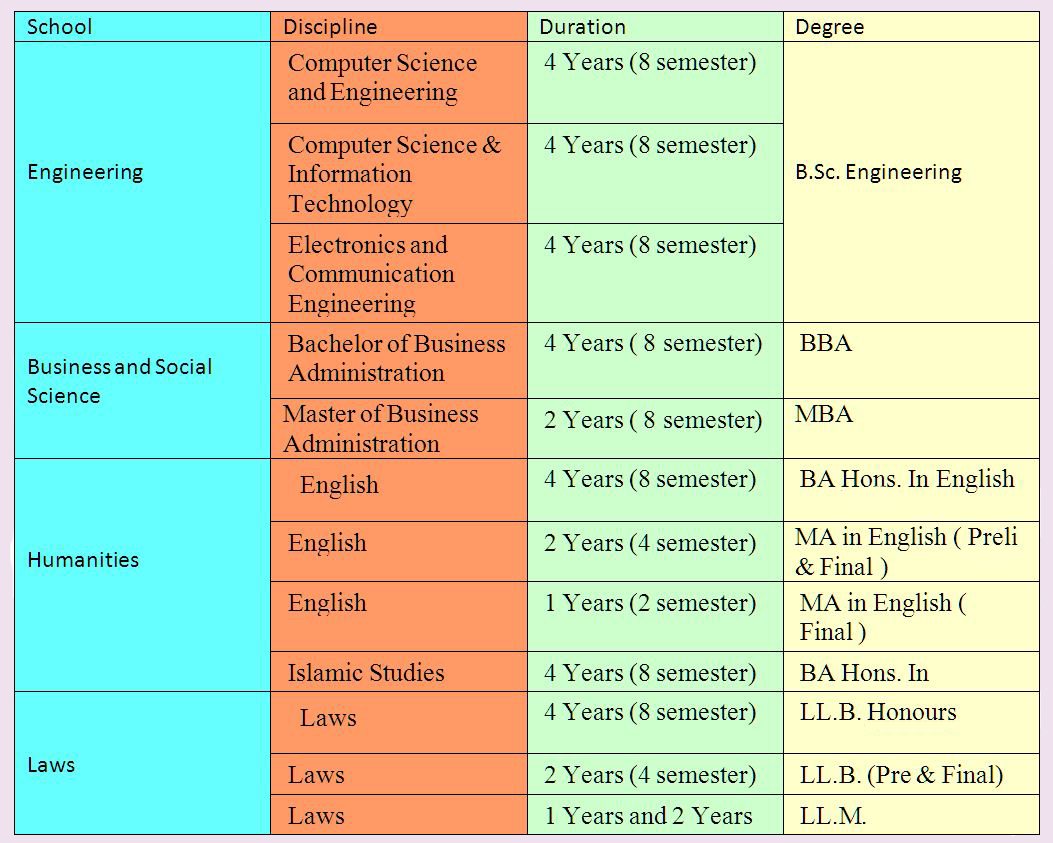 School Discipline Duration Degree
Engineering
Computer Science
and Engineering
4 Years (8 semester)
B.Sc. Engineering
Computer Science &
Information
Technology
4 Years (8 semester)
Electronics and
Communication
Engineering
4 Years (8 semester)
Business and Social
Science
Bachelor of Business
Administration
4 Years ( 8 semester)
BBA
Master of Business
Administration
2 Years ( 8 semester)
MBA
Humanities
English
4 Years (8 semester)
BA Hons. In English
English
2 Years (4 semester)
MA in English ( Preli
& Final )
English
1 Years (2 semester)
MA in English (
Final )
Islamic Studies
4 Years (8 semester)
BA Hons. In
Laws
Laws
4 Years (8 semester)
LL.B. Honours
Laws
2 Years (4 semester)
LL.B. (Pre & Final)
Laws
1 Years and 2 Years
LL.M.